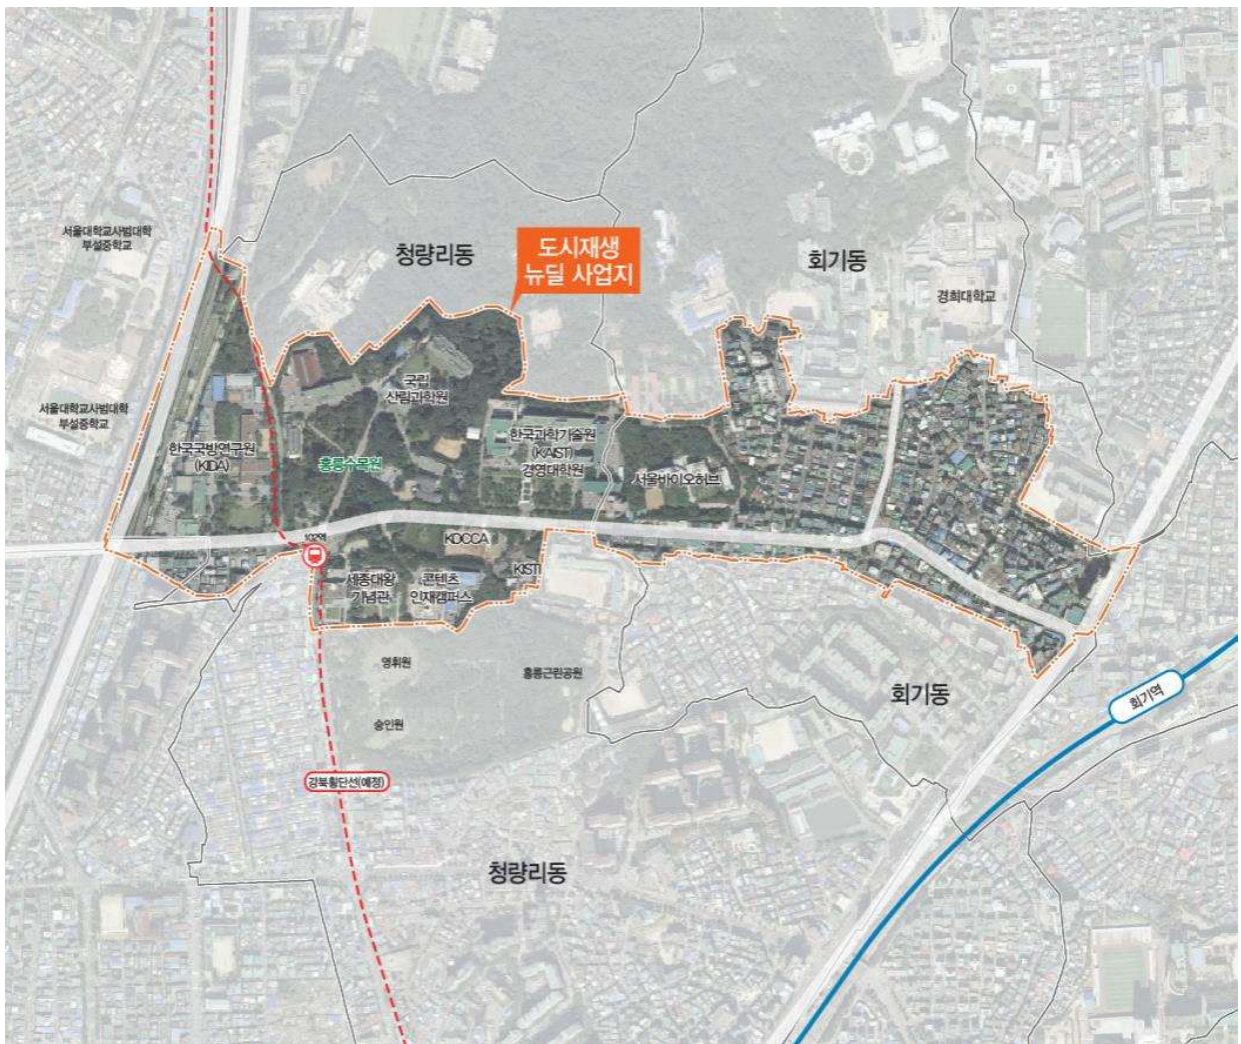 서울대학교사범대학
부설중학교
청량리동
도시재생
뉴딜 사업지
회기동
경희대학교
국립
산림과학원
서울대학교사범대학
부설중학교
한국국방연구원
(KIDA)
홍릉수목원
한국과학기술원
(KAIST)
경영대학원
서울바이오허브
102역
KOCCA
KISTI
세종대왕
기념관
콘텐츠
인재캠퍼스
영휘원
홍릉근린공원
회기동
회기역
숭인원
강북횡단선(예정)
청량리동